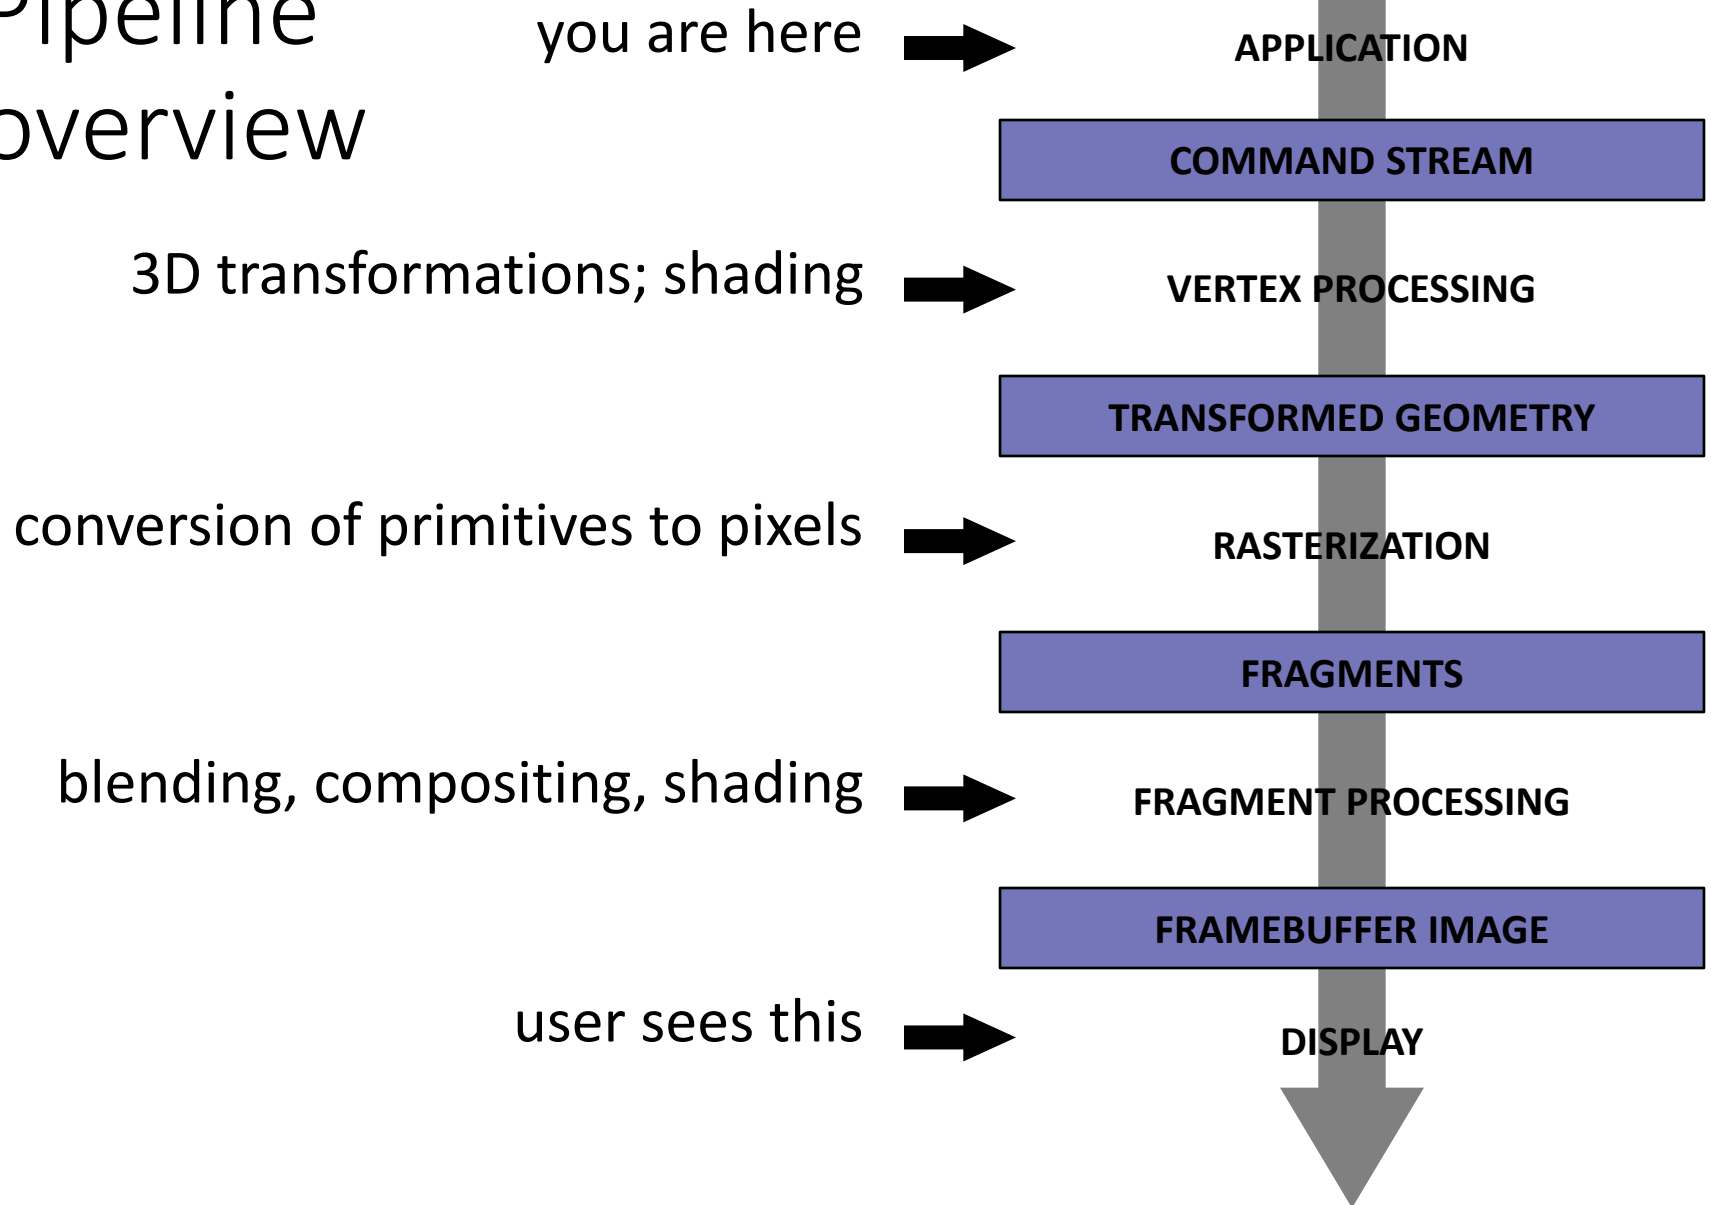 Pipeline
overview
you are here
APPLICATION
COMMAND STREAM
3D transformations; shading
VERTEX PROCESSING
TRANSFORMED GEOMETRY
conversion of primitives to pixels
RASTERIZATION
FRAGMENTS
blending, compositing, shading
FRAGMENT PROCESSING
FRAMEBUFFER IMAGE
user sees this
DISPLAY